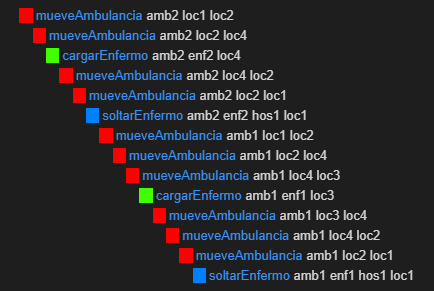 mueveAmbulancia amb2 loc1 loc2
mueveAmbulancia amb2 loc2 loc4
cargarEnfermo amb2 enf2 loc4
mueveAmbulancia amb2 loc4 loc2
mueveAmbulancia amb2 loc2 loc1
soltarEnfermo amb2 enf2 hos1 loc1
mueveAmbulancia amb1 loc1 loc2
mueveAmbulancia amb1 loc2 loc4
mueveAmbulancia amb1 loc4 loc3
cargarEnfermo amb1 enf1 loc3
mueveAmbulancia amb1 loc3 loc4
mueveAmbulancia amb1 loc4 loc2
mueveAmbulancia amb1 loc2 loc1
soltarEnfermo amb1 enf1 hos1 loc1